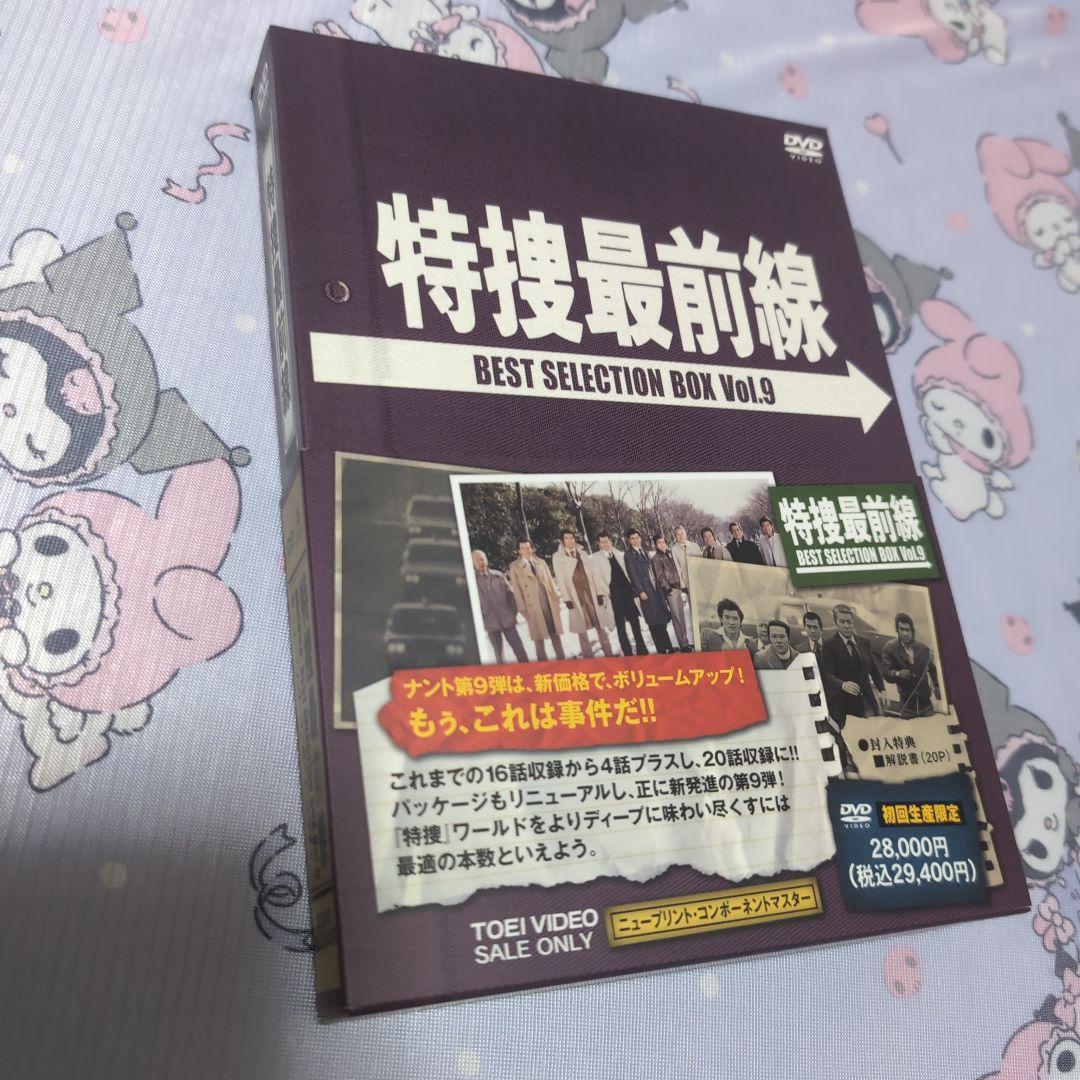 DVD
VIDEO
特捜最前線
BEST SELECTION BOX Vol.9
特捜最前線
BEST SELECTION BOX Vol.9
ナント第9弾は、新価格で、ボリュームアップ!
もぅ、これは事件だ!!
これまでの16話収録から4話プラスし、20話収録に!!
パッケージもリニューアルし、正に新発進の第9弾!
『特捜』ワールドをよりディープに味わい尽くすには
最適の本数といえよう。
●封入特典
■解説書(20P)
DVD
VIDEO
初回生産限定
28,000円
(税込29,400円)
TOEI VIDEO
SALE ONLY
ニュープリント・コンポーネントマスター